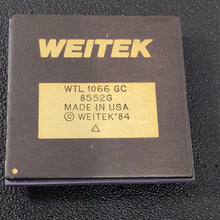 WEITEK
WTL 1066 GC
8552G
MADE IN USA
© WEITEK'84